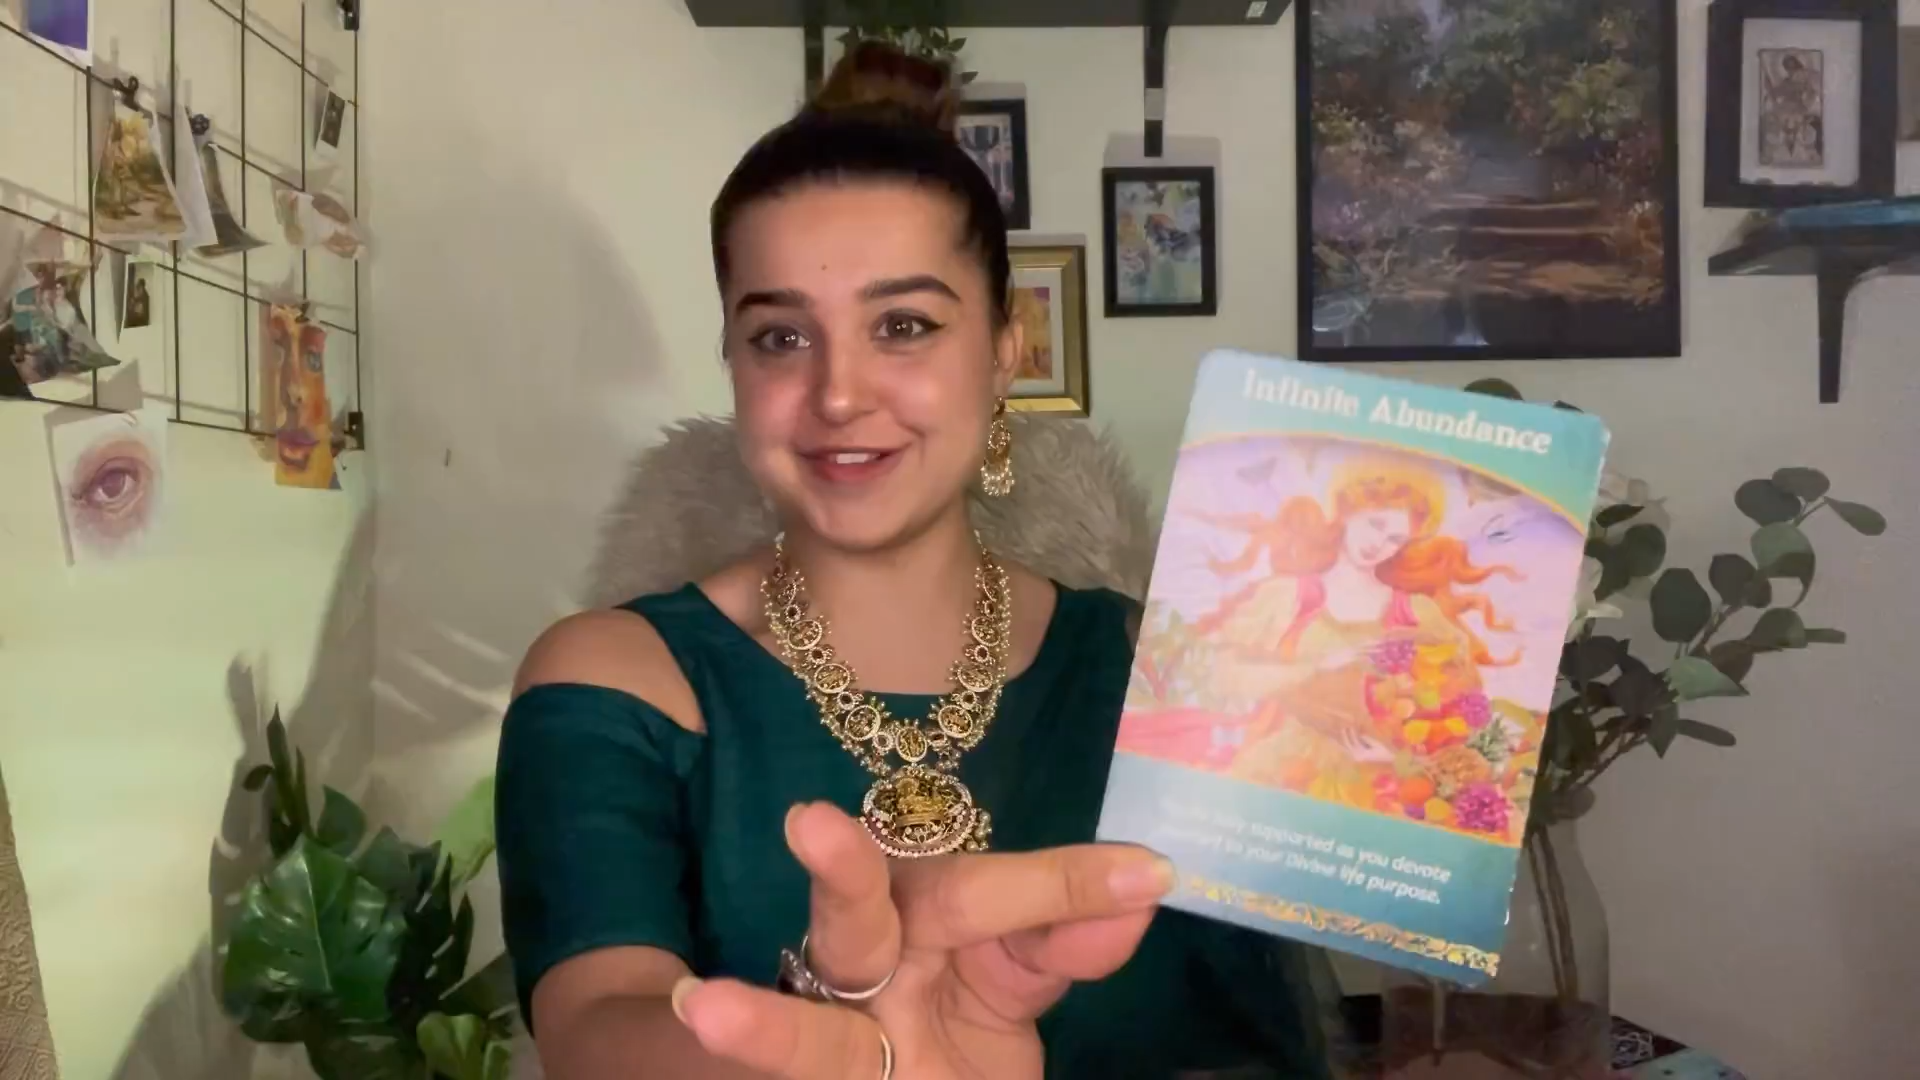 Infinite Abundance
supported as you devote
to your Divine life purpose.